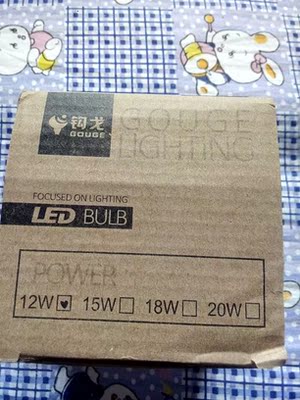 钩戈
GOUGE
GOUGE
LIGHTING
FOCUSED ON LIGHTING
LED BULB
POWER
12W 15W 18W 20W